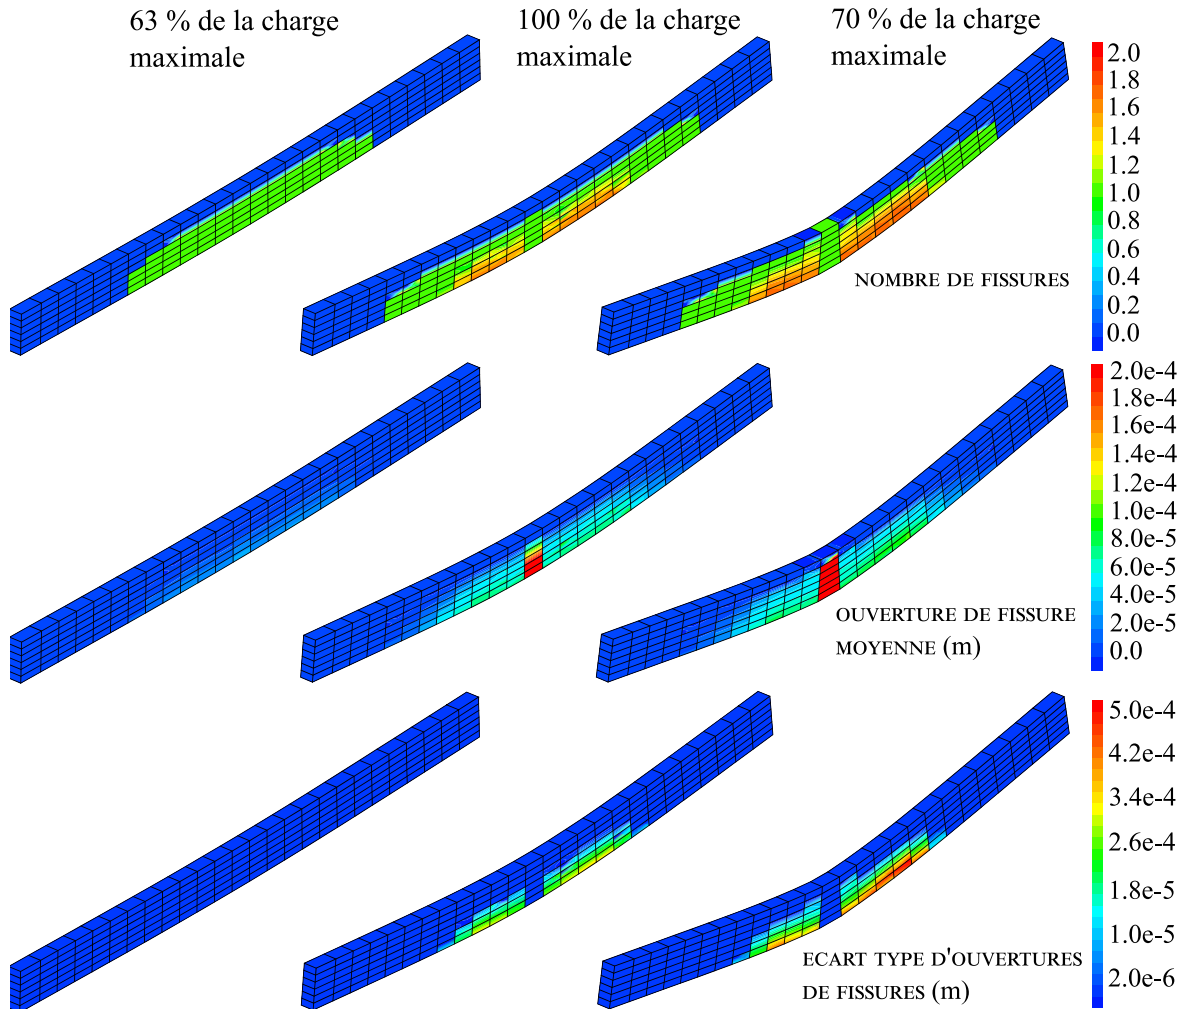 63 % de la charge
maximale
100 % de la charge
maximale
70 % de la charge
maximale
2.0
1.8
1.6
1.4
1.2
1.0
0.8
0.6
0.4
0.2
0.0
NOMBRE DE FISSURES
2.0e-4
1.8e-4
1.6e-4
1.4e-4
1.2e-4
1.0e-4
8.0e-5
6.0e-5
4.0e-5
2.0e-5
0.0
OUVERTURE DE FISSURE
MOYENNE (m)
5.0e-4
4.2e-4
3.4e-4
2.6e-4
1.8e-5
1.0e-5
2.0e-6
ECART TYPE D'OUVERTURES
DE FISSURES (m)